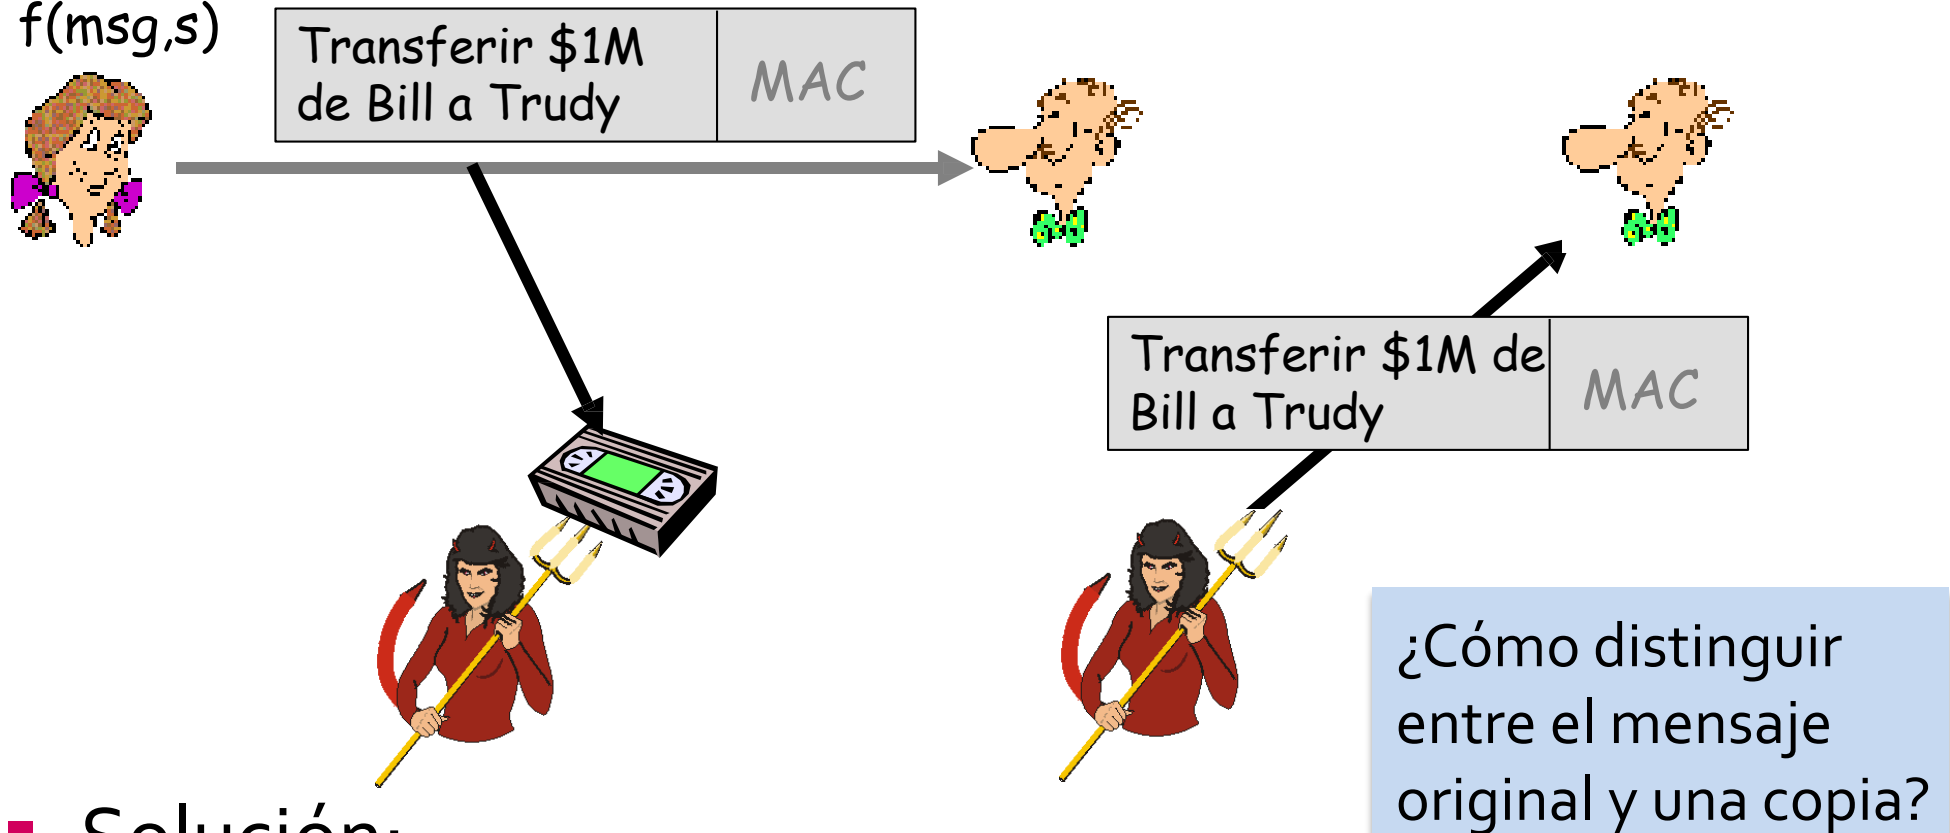 f(msg,s)
Transferir $1M
de Bill a Trudy
MAC
Transferir $1M de
Bill a Trudy
MAC
¿Cómo distinguir
entre el mensaje
original y una copia?
Solución: